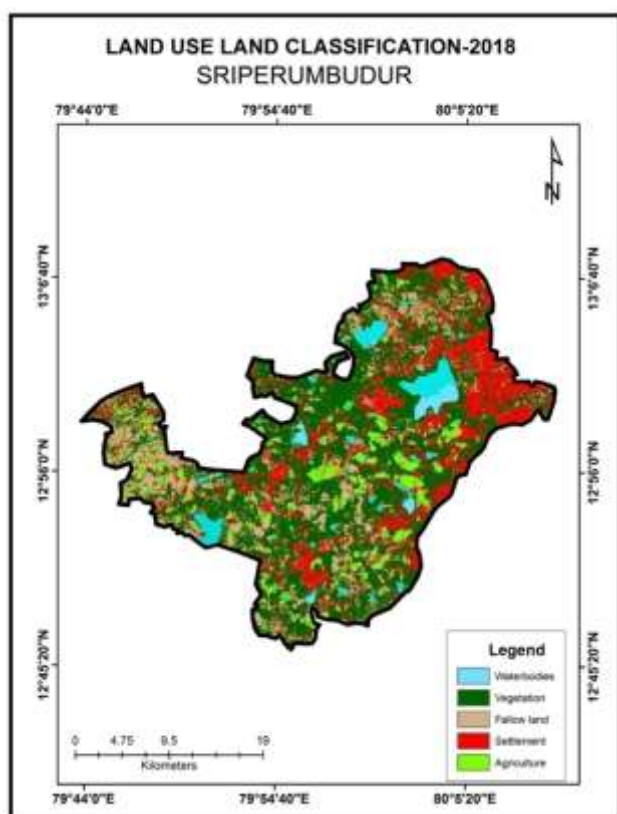 LAND USE LAND CLASSIFICATION-2018
SRIPERUMBUDUR
79°44'0"E 79°54'40"E 80°5'20"E
N
13°6'40"N 13°6'40"N
12°56'0"N 12°56'0"N
12°45'20"N 12°45'20"N
Legend
Waterbodies
Vegetation
Fallow land
Settlement
Agriculture
0 4.75 9.5 19
Kilometers
79°44'0"E 79°54'40"E 80°5'20"E